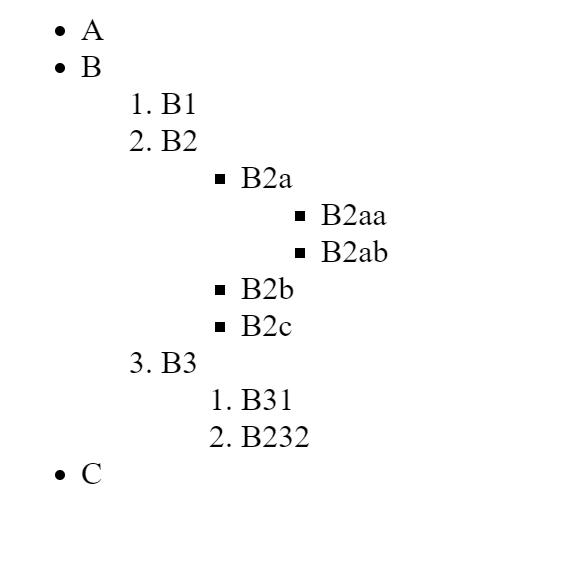 • A
• B
1. B1
2. B2
▪ B2a
▪ B2aa
▪ B2ab
▪ B2b
▪ B2c
3. B3
1. B31
2. B232
• C